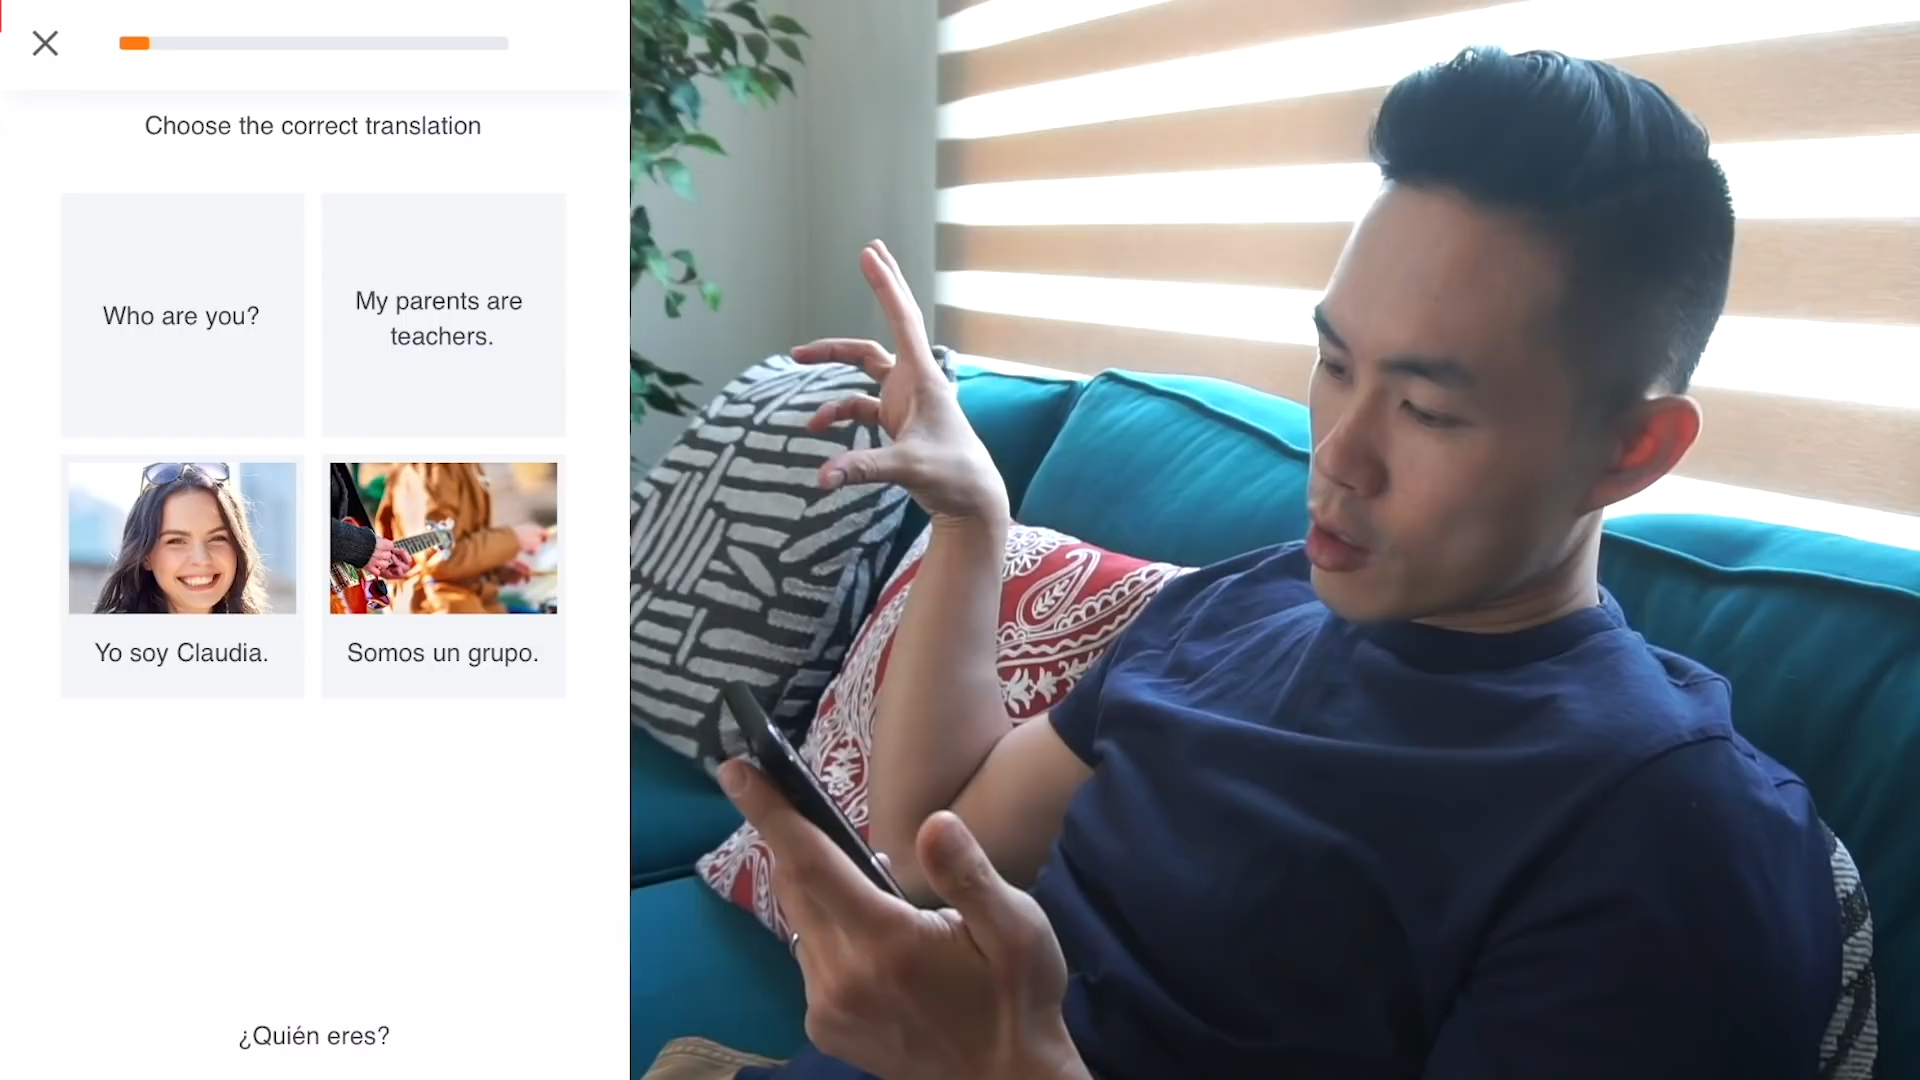 Choose the correct translation
Who are you?
My parents are
teachers.
Yo soy Claudia.
Somos un grupo.
¿Quién eres?